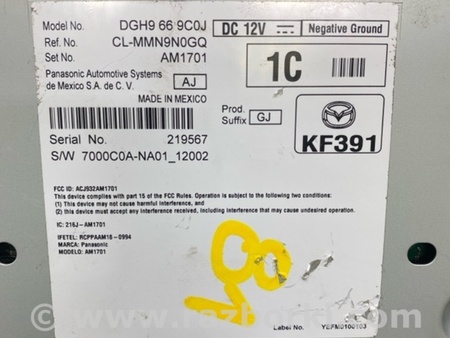 Model No. DGH9 66 9C0J DC 12V Negative Ground
Ref. No. CL-MMN9N0GQ
Set No. AM1701 1C
Panasonic Automotive Systems
de Mexico S.A. de C. V. AJ
MADE IN MEXICO Prod.
Suffix GJ
KF391
Serial No. 219567
S/W 7000C0A-NA01_12002
FCC ID: ACJ932AM1701
This device complies with part 15 of the FCC Rules. Operation is subject to the following two conditions:
(1) This device may not cause harmful interference, and
(2) this device must accept any interference received, including interference that may cause undesired operation.
IC: 216J-AM1701
IFETEL: RCPPAAM18-0994
MARCA: Panasonic
MODELO: AM1701
Label No. YEFM0100103